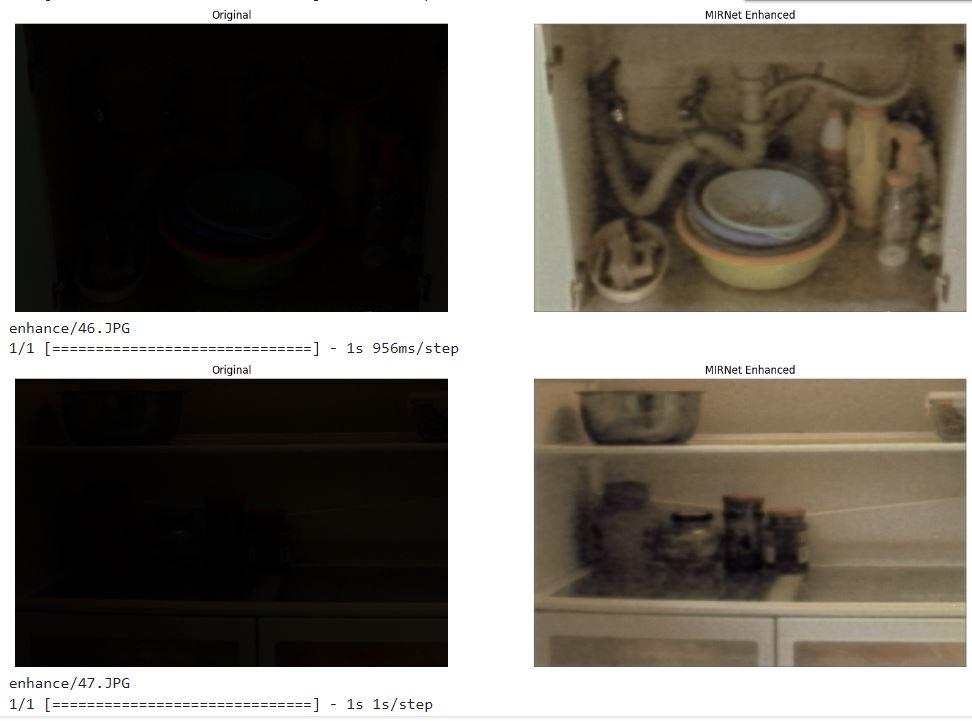 Original
MIRNet Enhanced
enhance/46.JPG
1/1 [==============================] - 1s 956ms/step
Original
MIRNet Enhanced
enhance/47.JPG
1/1 [==============================] - 1s 1s/step